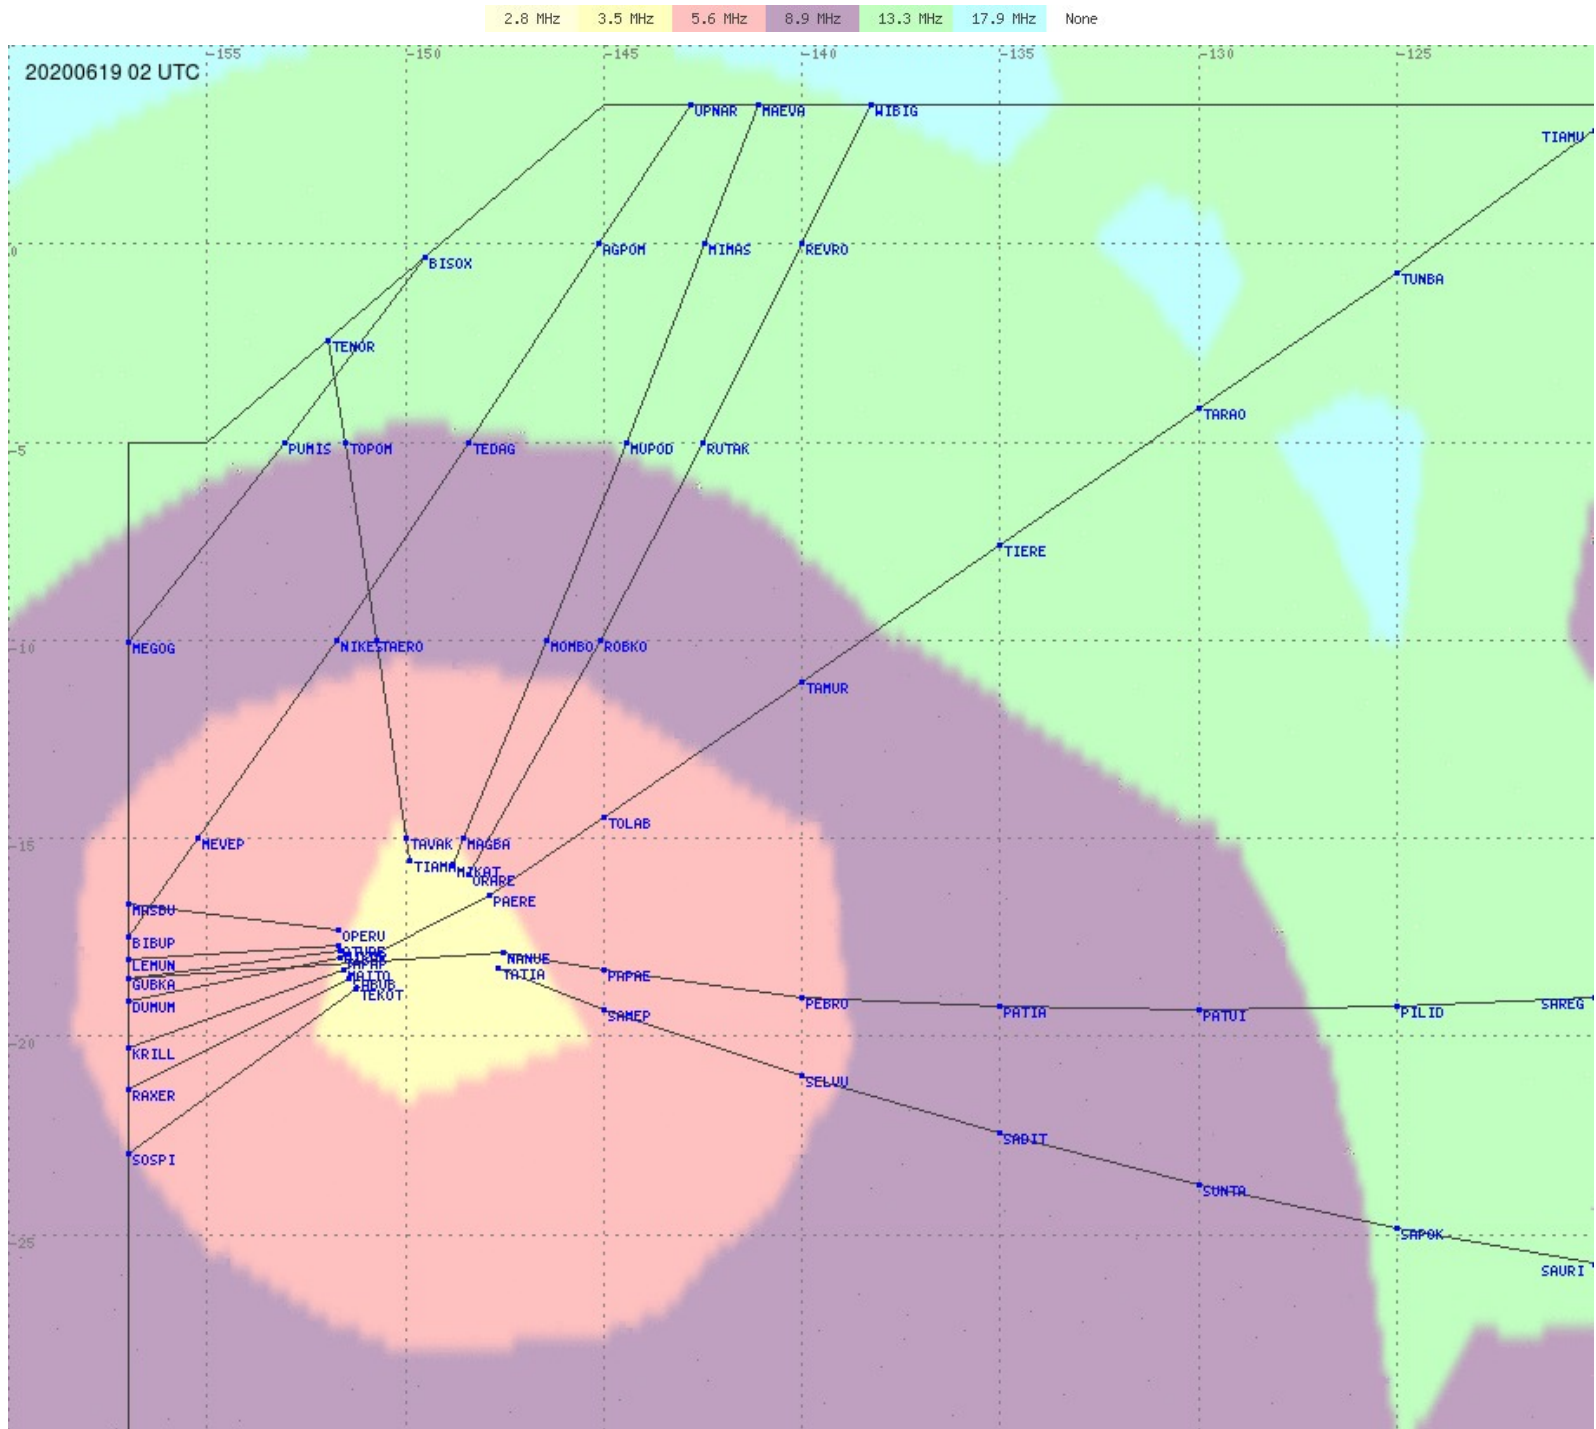 2.8 MHz 3.5 MHz 5.6 MHz 8.9 MHz 13.3 MHz 17.9 MHz None
-155 -150 -145 -140 -135 -130 -125
20200619 02 UTC
UPNAR MAEVA WIBIG
TIAMU
0 AGPOM MIMAS REVRO
BISOX
TUNBA
TENOR
TARAO
-5 PUMIS TOPOM TEDAG MUPOD RUTAK
TIERE
-10 MEGOG NIKES TAERO MOMBO ROBKO
TAMUR
TOLAB
-15 MEVEP TAVAK MAGBA
TIAMA MIKAT
ORARE
PAERE
MASBU
OPERU
BIBUP
NANUE
LEMUN
TATIA PAPAE
GUBKA MAITO
DUMUM TEKOT PEBRO PATIA PATUI PILID SAREG
SAMEP
-20
KRILL
SELUU
RAXER
SADIT
SOSPI
SUNTA
-25 SAPOK
SAURI